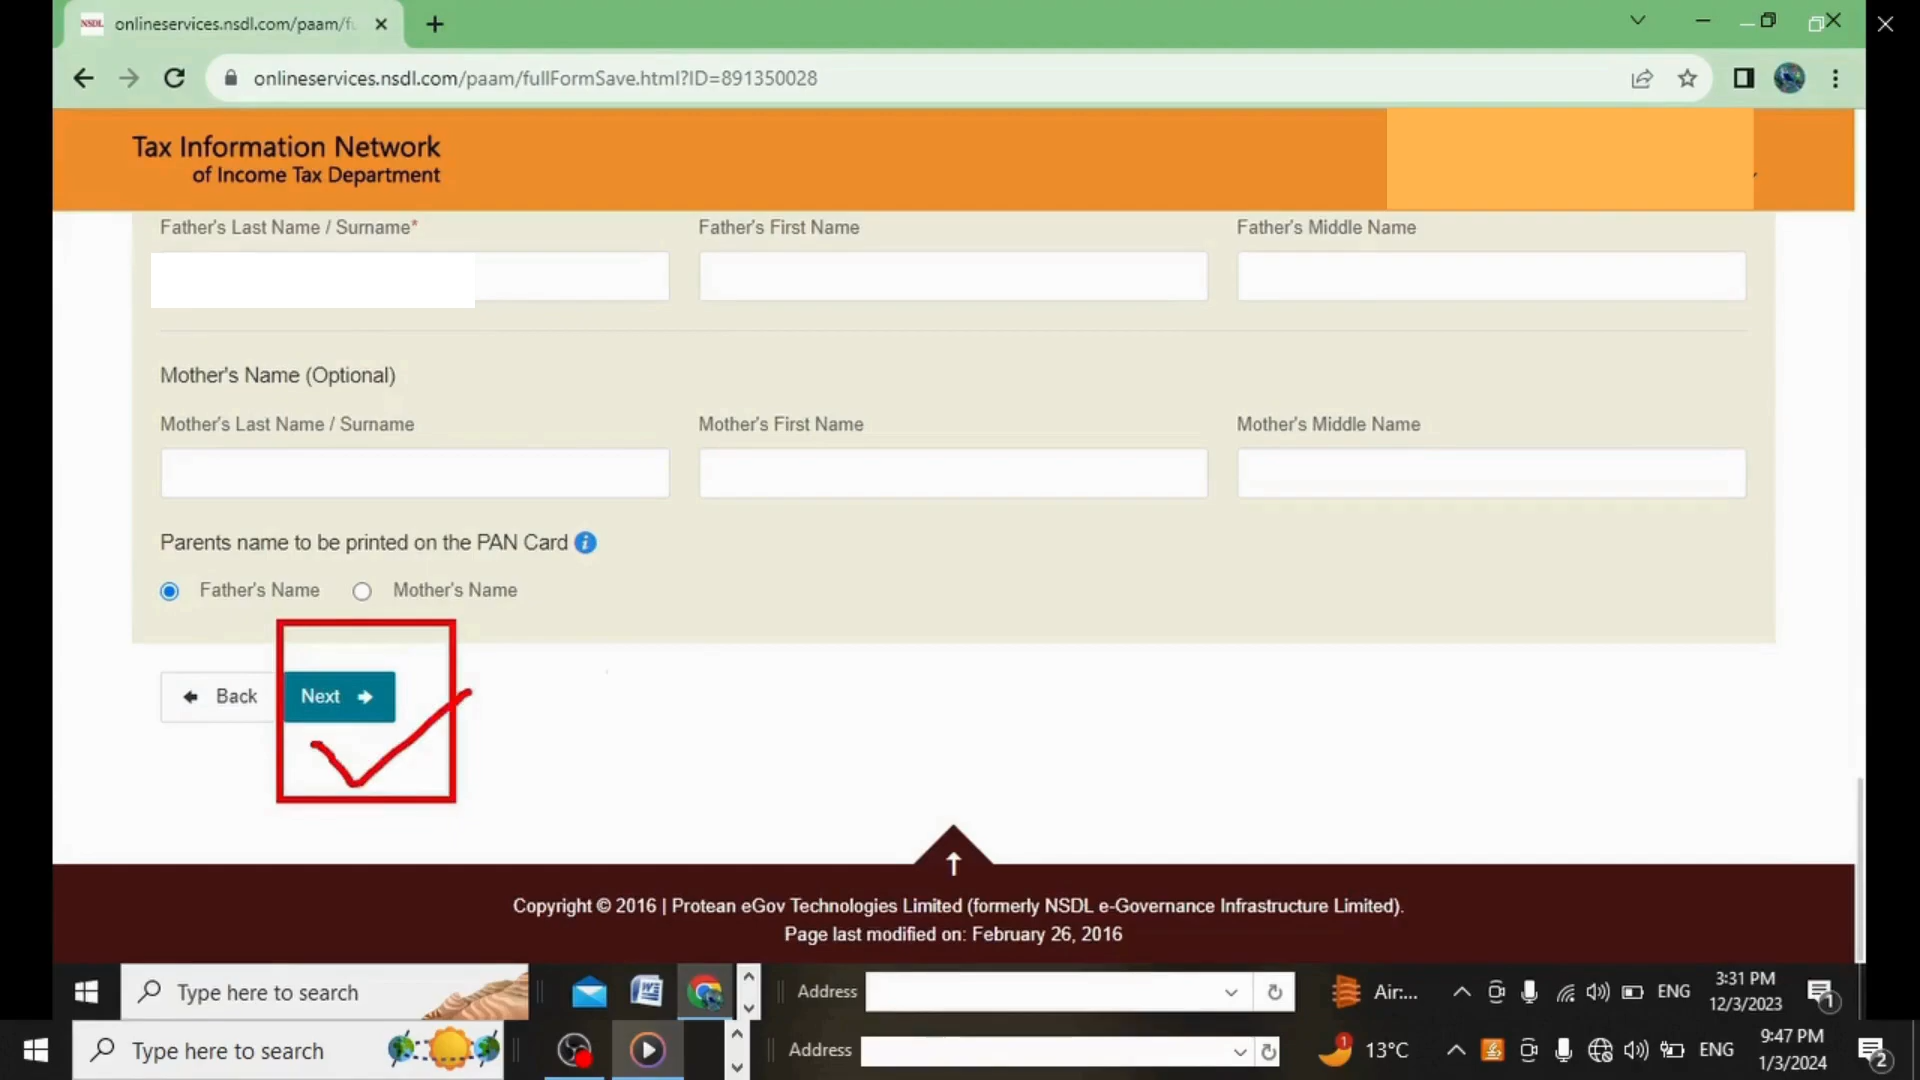 NSDL onlineservices.nsdl.com/paam/fu
onlineservices.nsdl.com/paam/fullFormSave.html?ID=891350028
Tax Information Network
of Income Tax Department
Father's Last Name / Surname* Father's First Name Father's Middle Name
Mother's Name (Optional)
Mother's Last Name / Surname Mother's First Name Mother's Middle Name
Parents name to be printed on the PAN Card i
Father's Name Mother's Name
Back Next
Copyright © 2016 | Protean eGov Technologies Limited (formerly NSDL e-Governance Infrastructure Limited).
Page last modified on: February 26, 2016
Type here to search Address Air:... ENG 3:31 PM
12/3/2023 1
Type here to search Address 1 13°C ENG 9:47 PM
1/3/2024 2